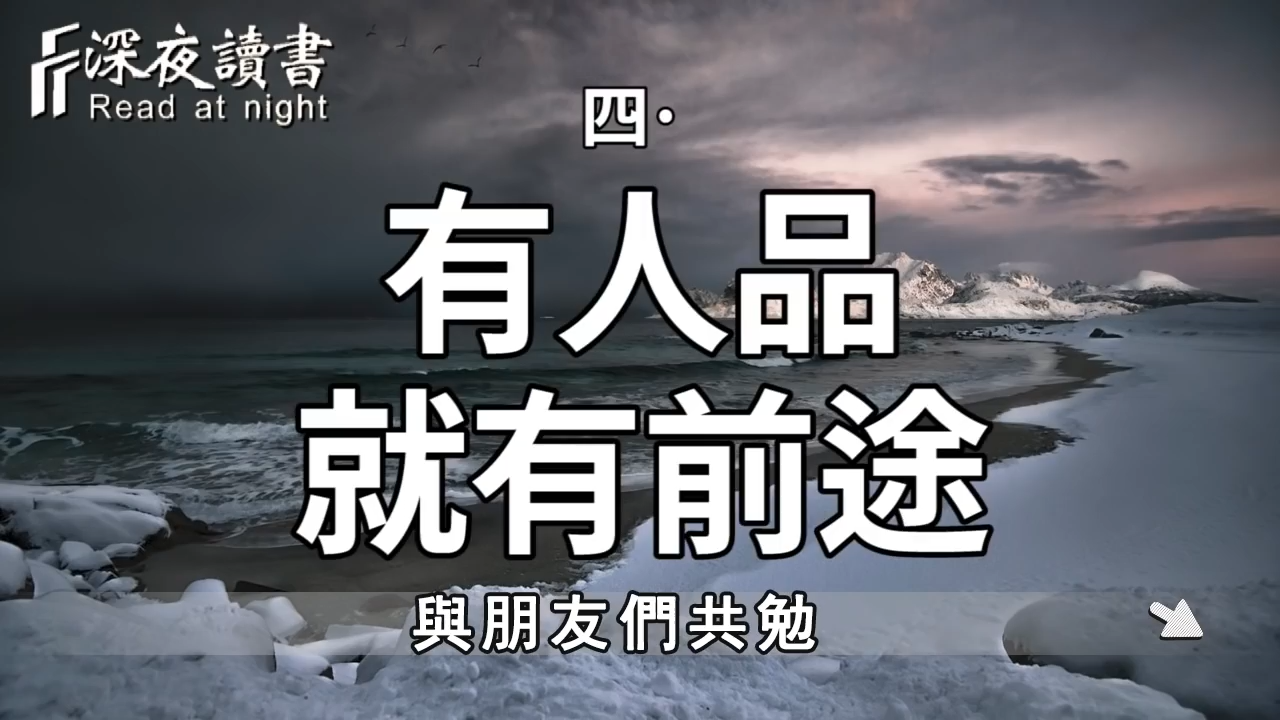 深夜讀書
Read at night
四·
有人品
就有前途
與朋友們共勉